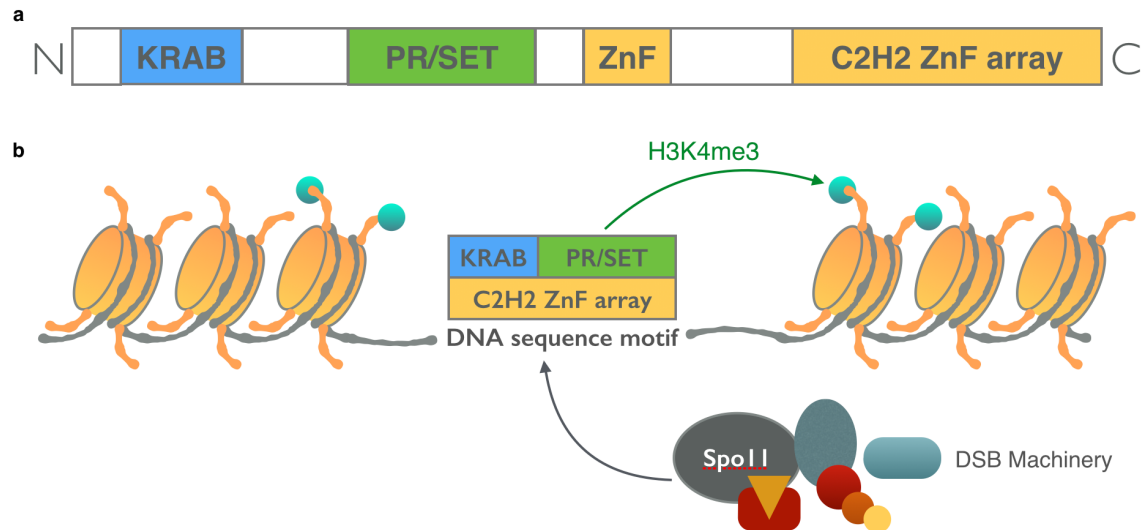 a
N KRAB PR/SET ZnF C2H2 ZnF array C
b
H3K4me3
KRAB PR/SET
C2H2 ZnF array
DNA sequence motif
Spo11
DSB Machinery